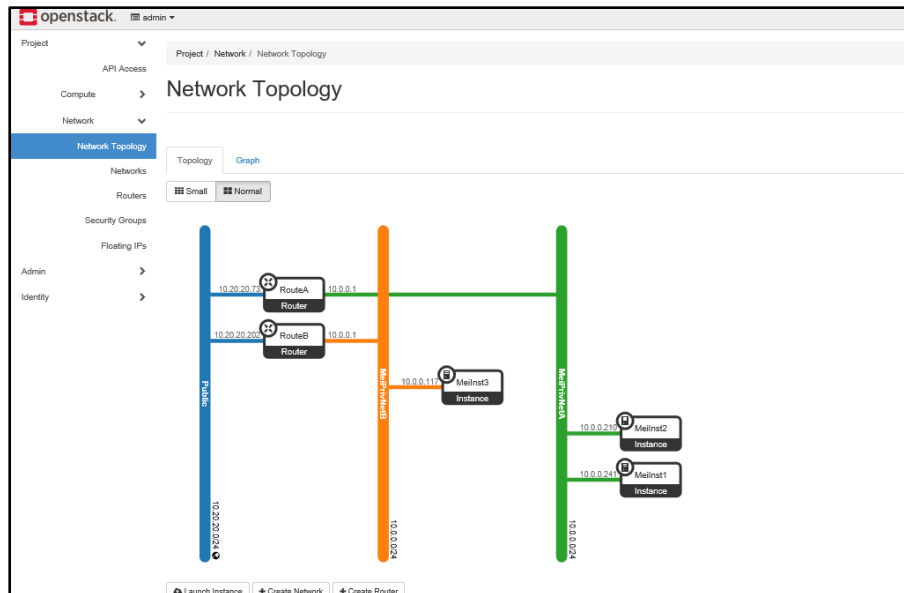 openstack. admin
Project
API Access
Compute
Network
Network Topology
Networks
Routers
Security Groups
Floating IPs
Admin
Identity
Project / Network / Network Topology
Network Topology
Topology Graph
Small Normal
10.20.20.73 RouteA 10.0.0.1
Router
10.20.20.202 RouteB 10.0.0.1
Router
Public
MeiPrivNetB
MeiPrivNetA
10.0.0.117 MeiInst3
Instance
10.0.0.210 MeiInst2
Instance
10.0.0.241 MeiInst1
Instance
10.20.20.0/24
10.0.0.0/24
10.0.0.0/24
Launch Instance + Create Network + Create Router